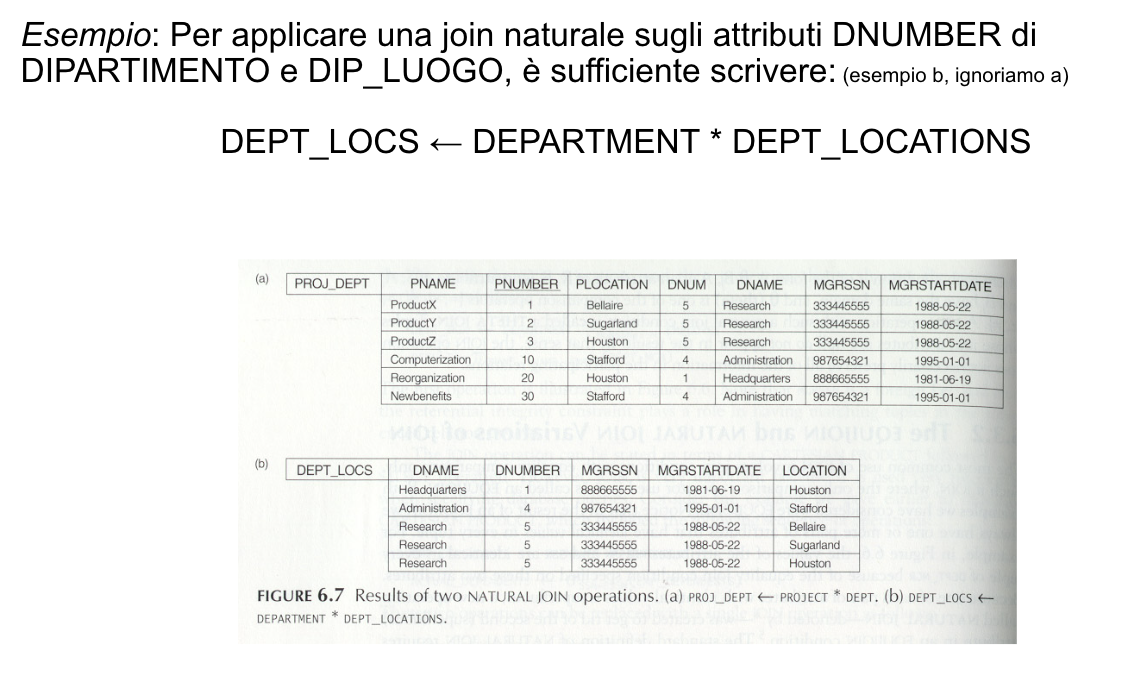 Esempio: Per applicare una join naturale sugli attributi DNUMBER di
DIPARTIMENTO e DIP_LUOGO, è sufficiente scrivere: (esempio b, ignoriamo a)
DEPT_LOCS ← DEPARTMENT * DEPT_LOCATIONS
(a) PROJ_DEPT PNAME PNUMBER PLOCATION DNUM DNAME MGRSSN MGRSTARTDATE
ProductX 1 Bellaire 5 Research 333445555 1988-05-22
ProductY 2 Sugarland 5 Research 333445555 1988-05-22
ProductZ 3 Houston 5 Research 333445555 1988-05-22
Computerization 10 Stafford 4 Administration 987654321 1995-01-01
Reorganization 20 Houston 1 Headquarters 888665555 1981-06-19
Newbenefits 30 Stafford 4 Administration 987654321 1995-01-01
(b) DEPT_LOCS DNAME DNUMBER MGRSSN MGRSTARTDATE LOCATION
Headquarters 1 888665555 1981-06-19 Houston
Administration 4 987654321 1995-01-01 Stafford
Research 5 333445555 1988-05-22 Bellaire
Research 5 333445555 1988-05-22 Sugarland
Research 5 333445555 1988-05-22 Houston
FIGURE 6.7 Results of two NATURAL JOIN operations. (a) PROJ_DEPT ← PROJECT * DEPT. (b) DEPT_LOCS ←
DEPARTMENT * DEPT_LOCATIONS.